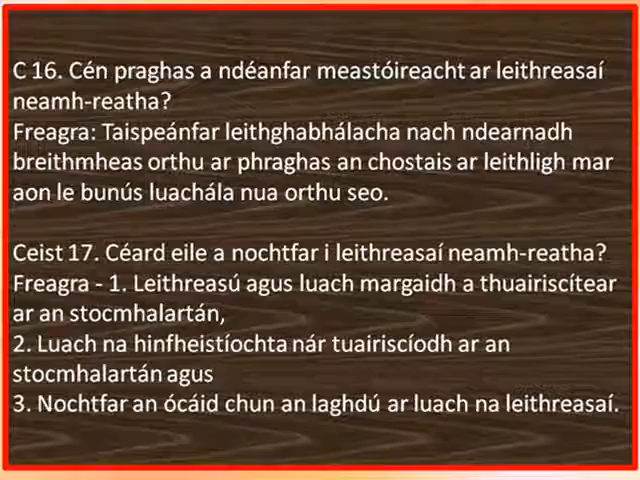 C 16. Cén praghas a ndéanfar meastóireacht ar leithreasaí
neamh-reatha?
Freagra: Taispeánfar leithghabhálacha nach ndearnadh
breithmheas orthu ar phraghas an chostais ar leithligh mar
aon le bunús luachála nua orthu seo.
Ceist 17. Céard eile a nochtfar i leithreasaí neamh-reatha?
Freagra - 1. Leithreasú agus luach margaidh a thuairiscítear
ar an stocmhalartán,
2. Luach na hinfheistíochta nár tuairiscíodh ar an
stocmhalartán agus
3. Nochtfar an ócáid chun an laghdú ar luach na leithreasaí.